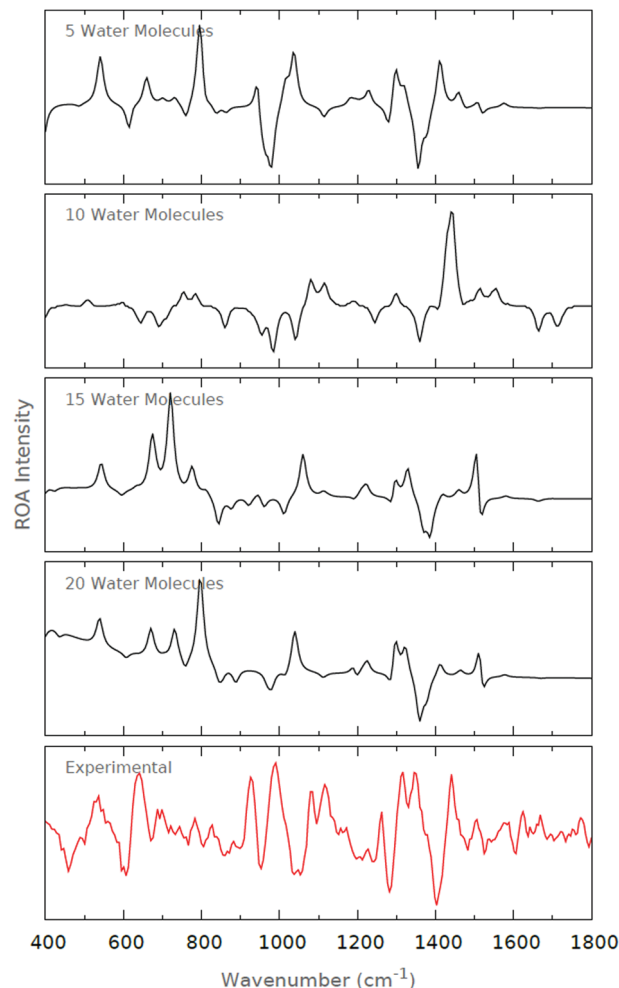 5 Water Molecules
10 Water Molecules
15 Water Molecules
ROA Intensity
20 Water Molecules
Experimental
400 600 800 1000 1200 1400 1600 1800
Wavenumber (cm⁻¹)